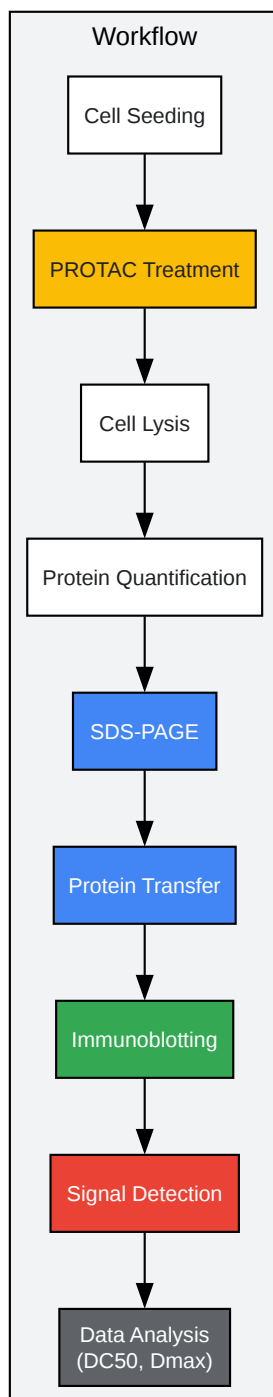 Workflow
Cell Seeding
PROTAC Treatment
Cell Lysis
Protein Quantification
SDS-PAGE
Protein Transfer
Immunoblotting
Signal Detection
Data Analysis
(DC50, Dmax)